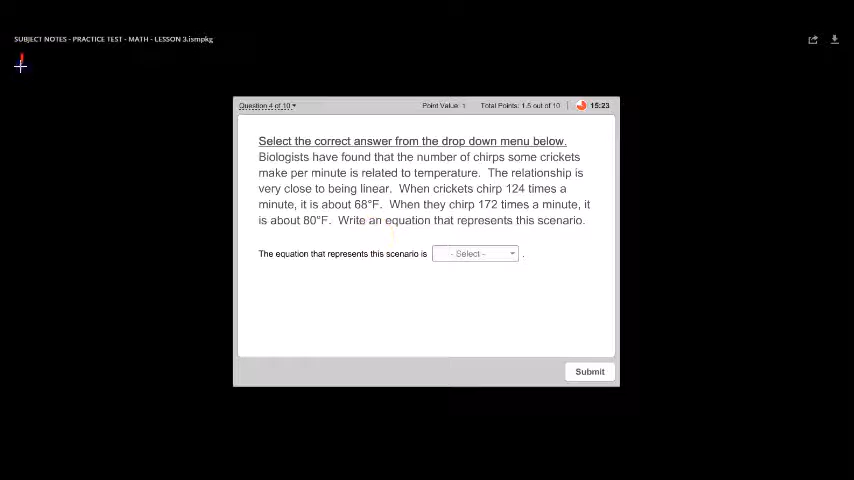 SUBJECT NOTES - PRACTICE TEST - MATH - LESSON 3.ismpkg
Question 4 of 10
Point Value: 1
Total Points: 1.5 out of 10
15:23
Select the correct answer from the drop down menu below.
Biologists have found that the number of chirps some crickets
make per minute is related to temperature. The relationship is
very close to being linear. When crickets chirp 124 times a
minute, it is about 68°F. When they chirp 172 times a minute, it
is about 80°F. Write an equation that represents this scenario.
The equation that represents this scenario is - Select - .
Submit